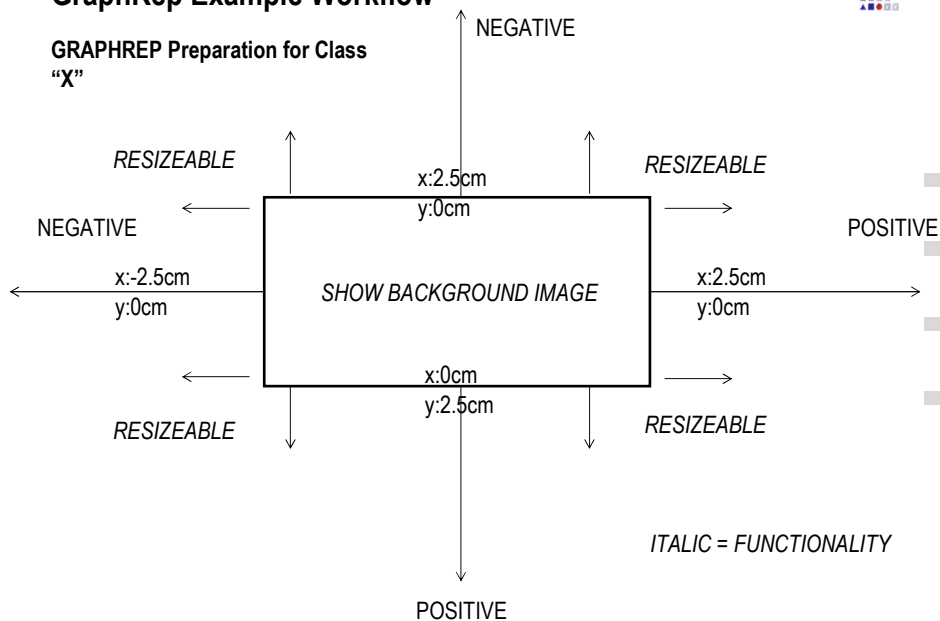 GraphRep Example Workflow
NEGATIVE
GRAPHREP Preparation for Class
“X”
RESIZEABLE
RESIZEABLE
x:2.5cm
y:0cm
NEGATIVE
POSITIVE
x:-2.5cm
y:0cm
SHOW BACKGROUND IMAGE
x:2.5cm
y:0cm
x:0cm
y:2.5cm
RESIZEABLE
RESIZEABLE
ITALIC = FUNCTIONALITY
POSITIVE